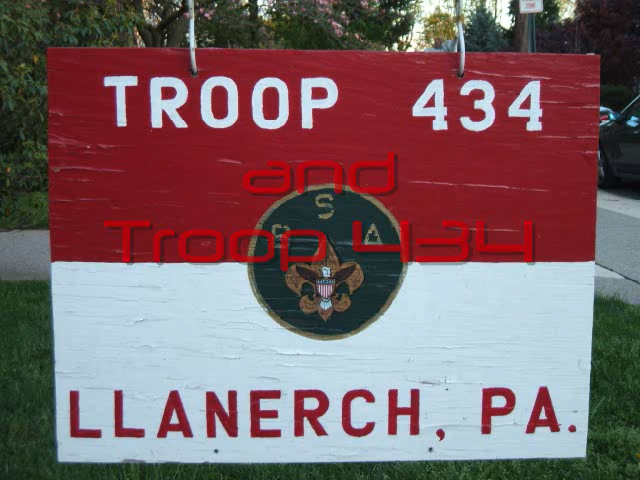 TROOP 434
and
S
Troop 434
A
LLANERCH, PA.